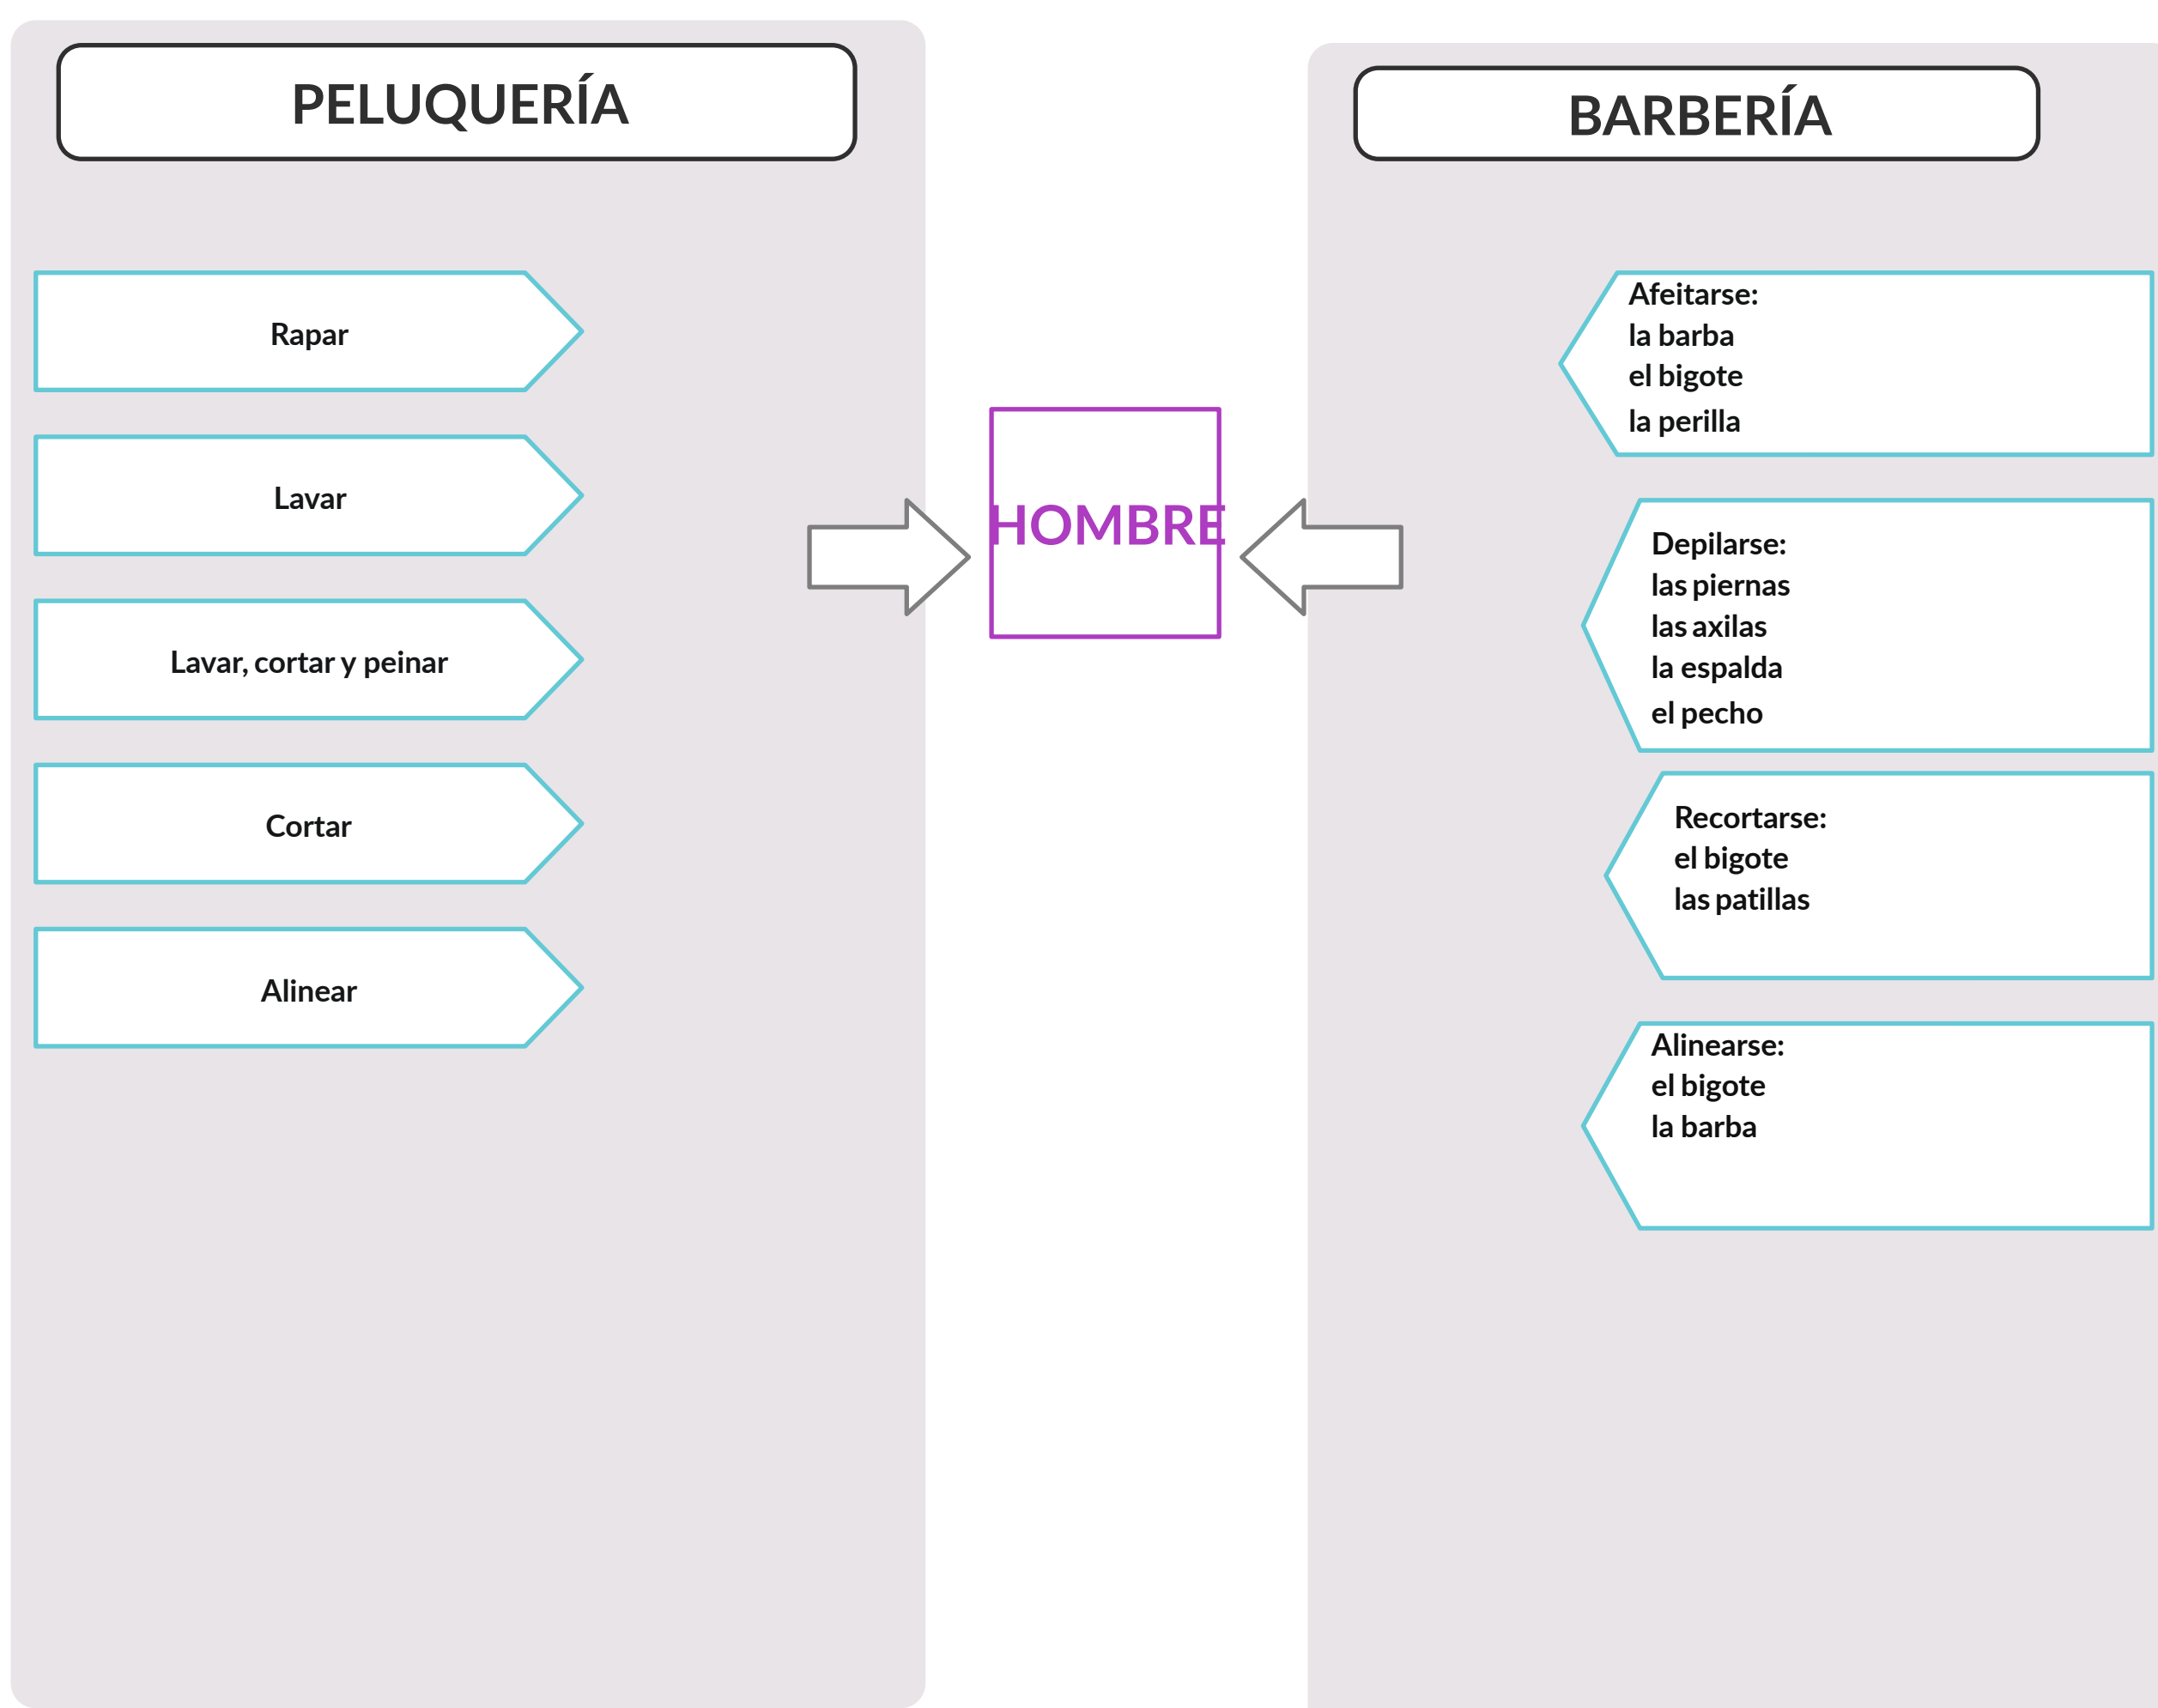 PELUQUERÍA
Rapar
Lavar
Lavar, cortar y peinar
Cortar
Alinear
HOMBRE
BARBERÍA
Afeitarse:
la barba
el bigote
la perilla
Depilarse:
las piernas
las axilas
la espalda
el pecho
Recortarse:
el bigote
las patillas
Alinearse:
el bigote
la barba